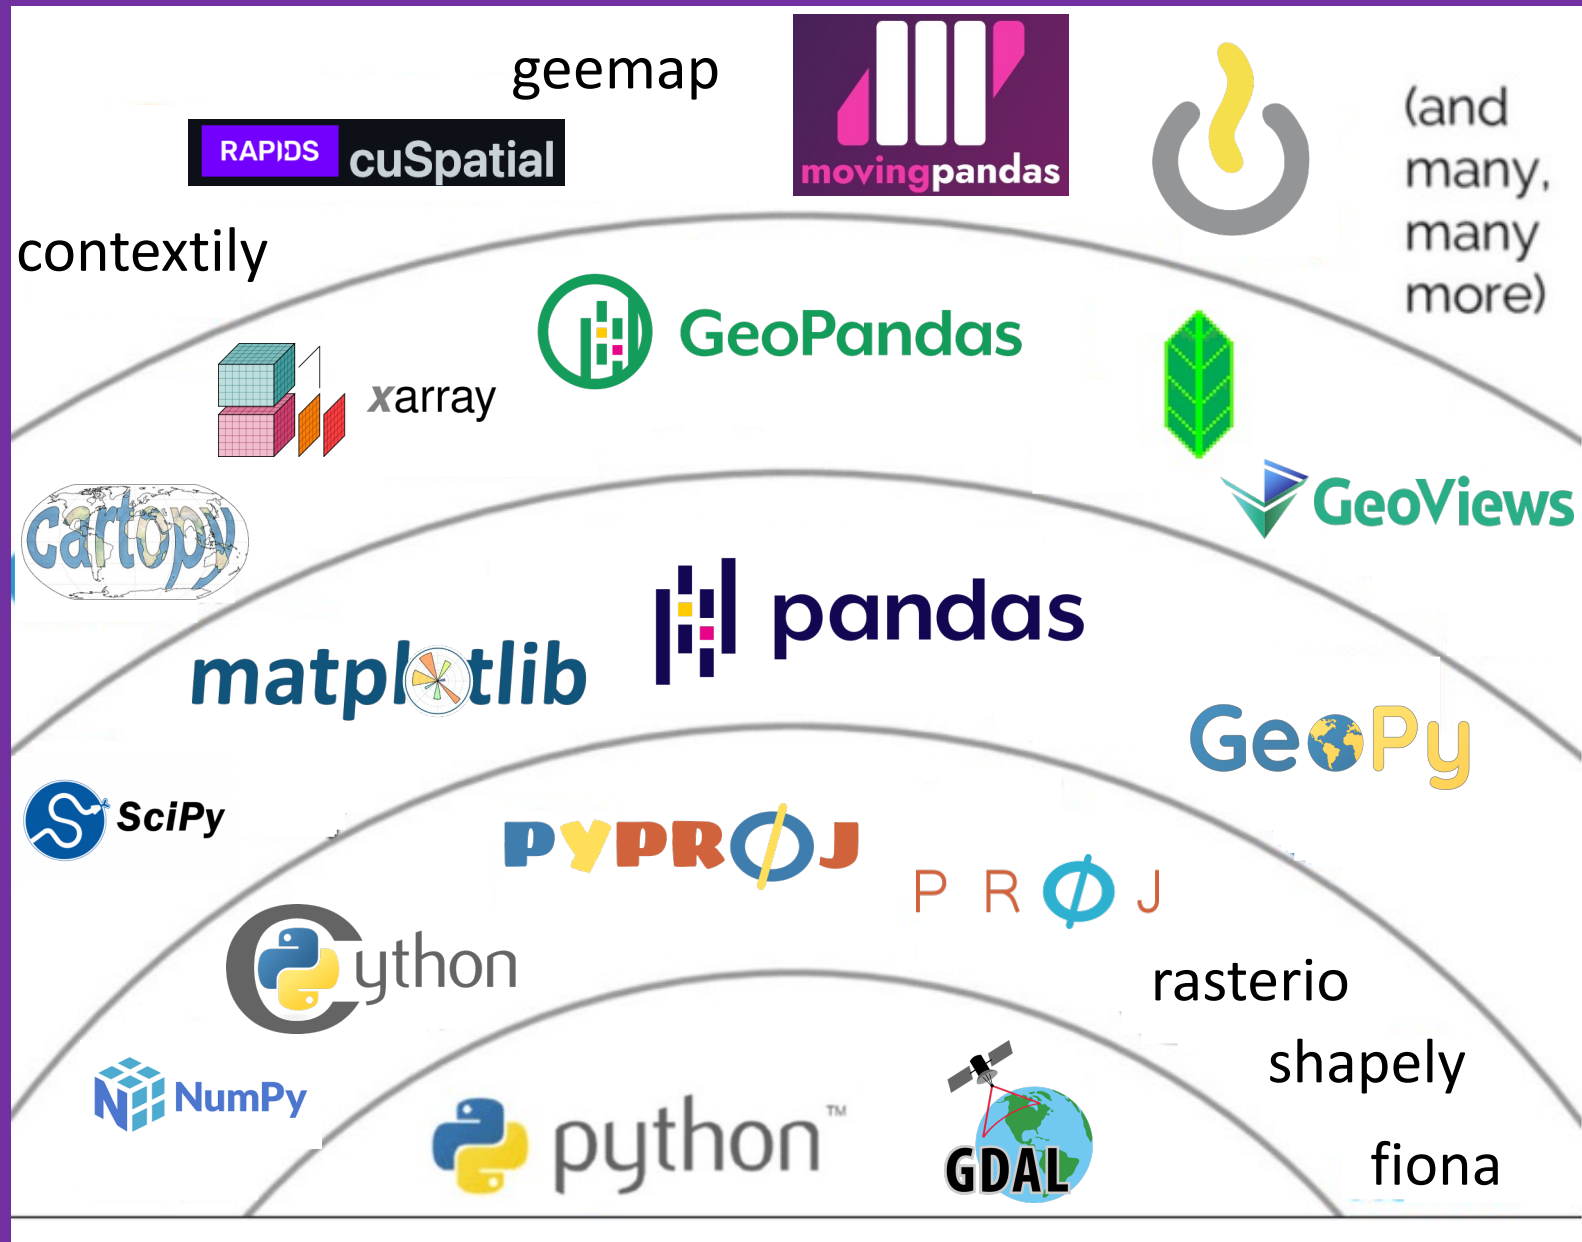 geemap
RAPIDS cuSpatial
movingpandas
(and
many,
many
more)
contextily
GeoPandas
xarray
GeoViews
cartopy
pandas
matplotlib
GeoPy
SciPy
PYPROJ
PROJ
Cython
rasterio
shapely
NumPy
python™
GDAL
fiona